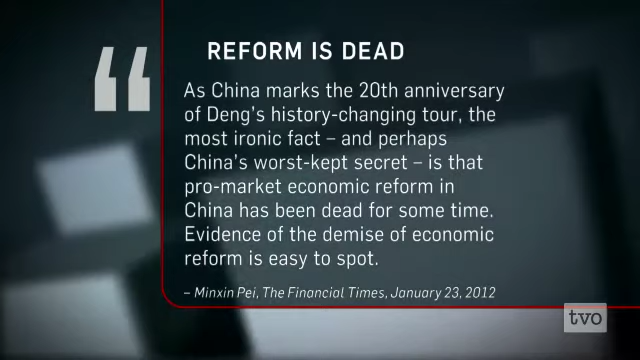 REFORM IS DEAD
“
As China marks the 20th anniversary
of Deng's history-changing tour, the
most ironic fact – and perhaps
China's worst-kept secret – is that
pro-market economic reform in
China has been dead for some time.
Evidence of the demise of economic
reform is easy to spot.
– Minxin Pei, The Financial Times, January 23, 2012
tvo